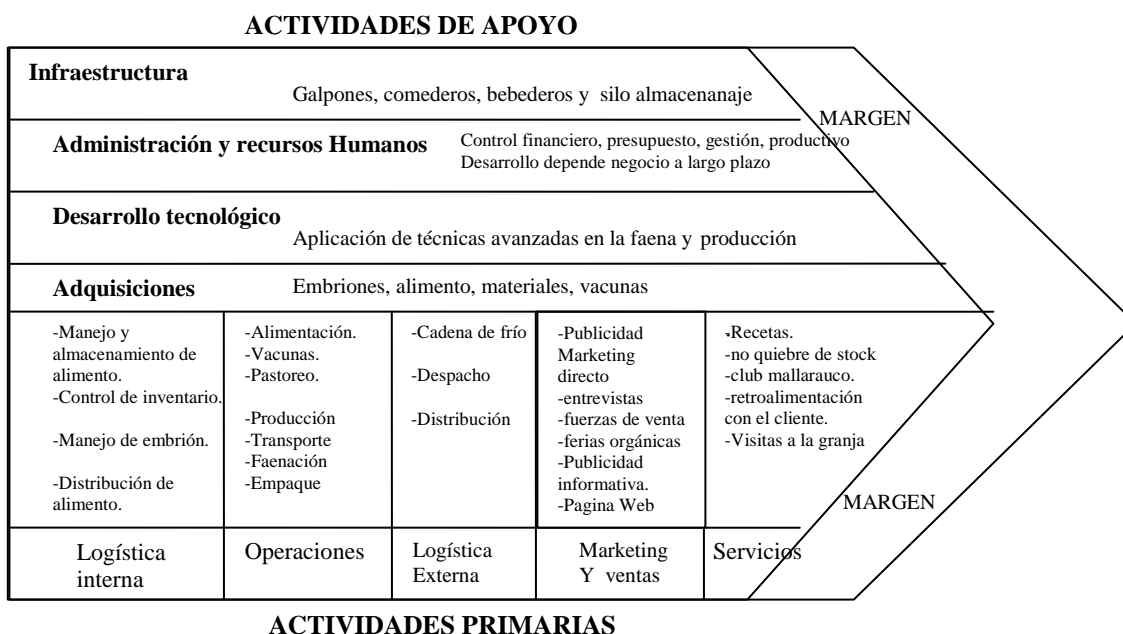 ACTIVIDADES DE APOYO
Infraestructura
Galpones, comederos, bebederos y silo almacenanaje
MARGEN
Administración y recursos Humanos
Control financiero, presupuesto, gestión, productivo
Desarrollo depende negocio a largo plazo
Desarrollo tecnológico
Aplicación de técnicas avanzadas en la faena y producción
Adquisiciones
Embriones, alimento, materiales, vacunas
-Manejo y
almacenamiento de
alimento.
-Control de inventario.
-Manejo de embrión.
-Distribución de
alimento.
-Alimentación.
-Vacunas.
-Pastoreo.
-Producción
-Transporte
-Faenación
-Empaque
-Cadena de frío
-Despacho
-Distribución
-Publicidad
Marketing
directo
-entrevistas
-fuerzas de venta
-ferias orgánicas
-Publicidad
informativa.
-Pagina Web
-Recetas.
-no quiebre de stock
-club mallarauco.
-retroalimentación
con el cliente.
-Visitas a la granja
MARGEN
Logística
interna
Operaciones
Logística
Externa
Marketing
Y ventas
Servicios
ACTIVIDADES PRIMARIAS